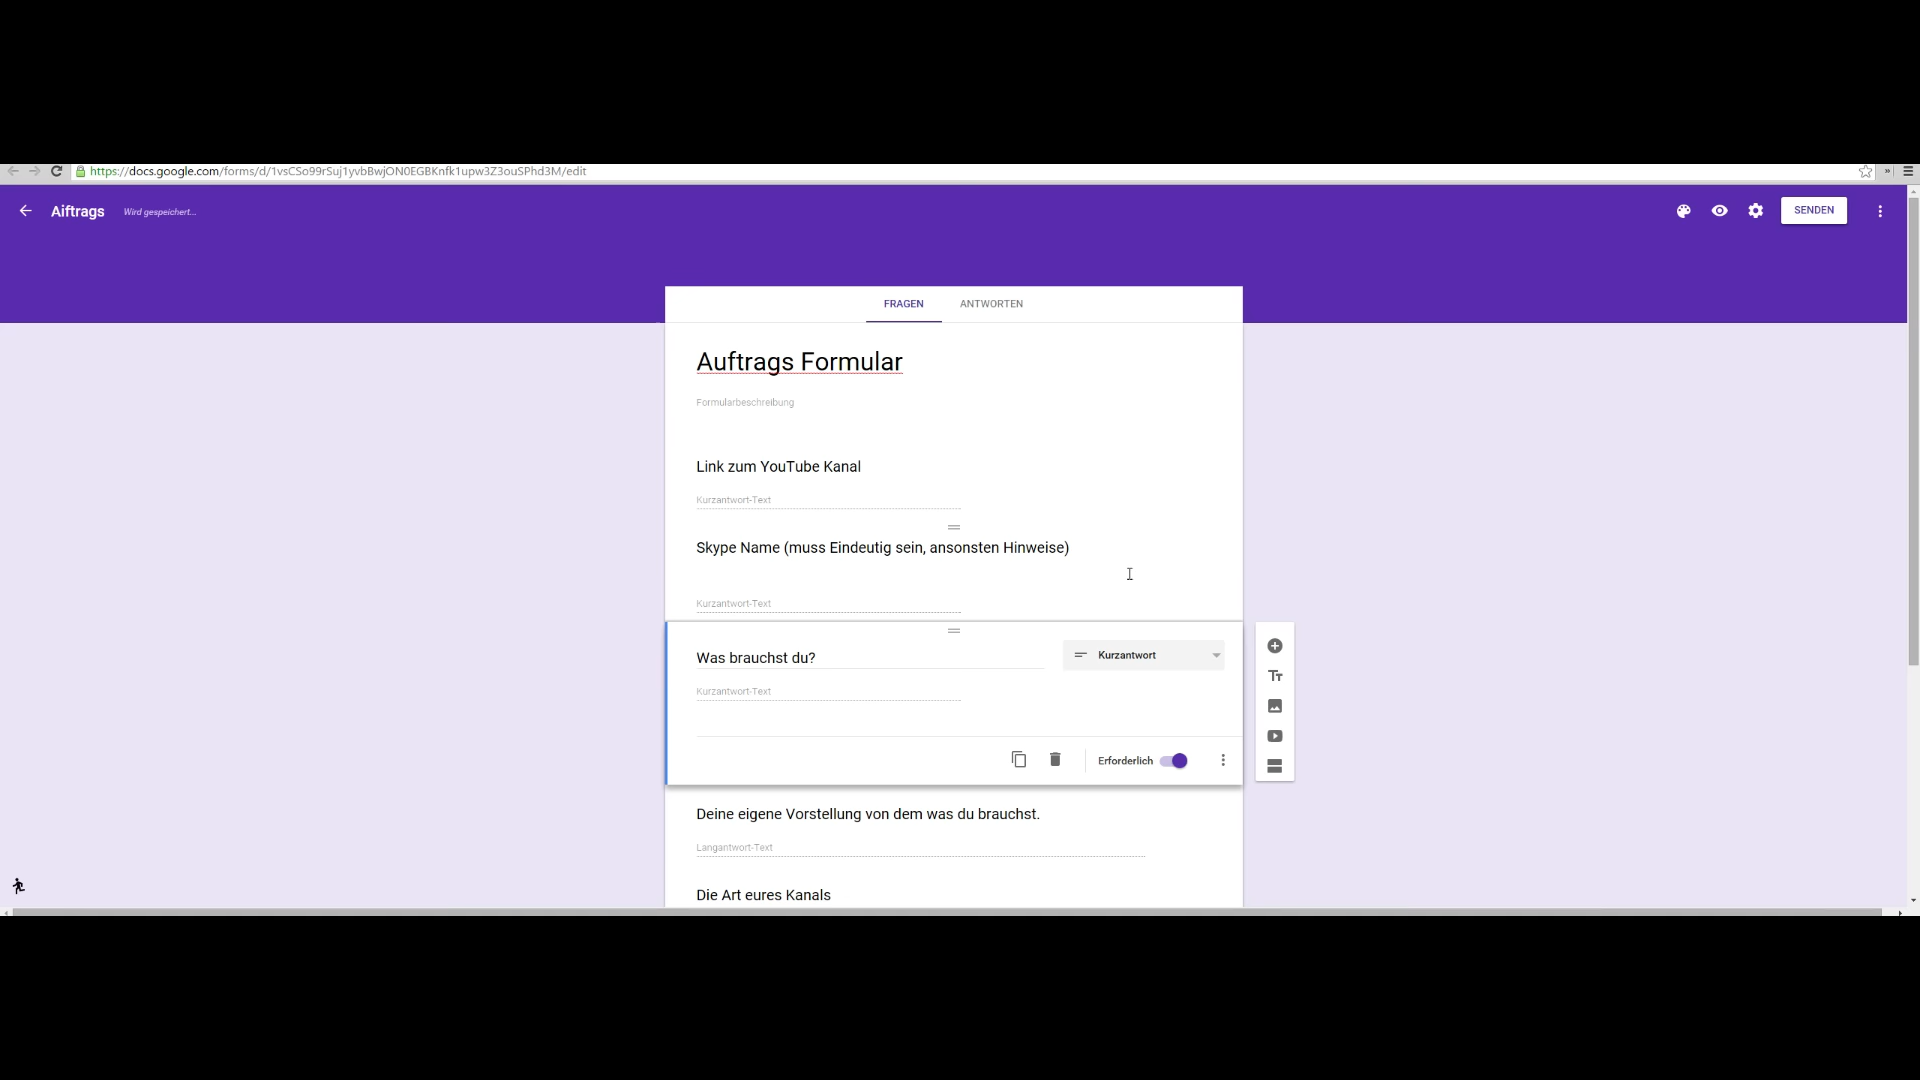 https://docs.google.com/forms/d/1vsCSo99rSuj1yvbBwjON0EGBKnfk1upw3Z3ouSPhd3M/edit
Aiftrags Wird gespeichert... SENDEN
FRAGEN ANTWORTEN
Auftrags Formular
Formularbeschreibung
Link zum YouTube Kanal
Kurzantwort-Text
Skype Name (muss Eindeutig sein, ansonsten Hinweise)
Kurzantwort-Text
Was brauchst du? Kurzantwort
Kurzantwort-Text
Erforderlich
Deine eigene Vorstellung von dem was du brauchst.
Langantwort-Text
Die Art eures Kanals